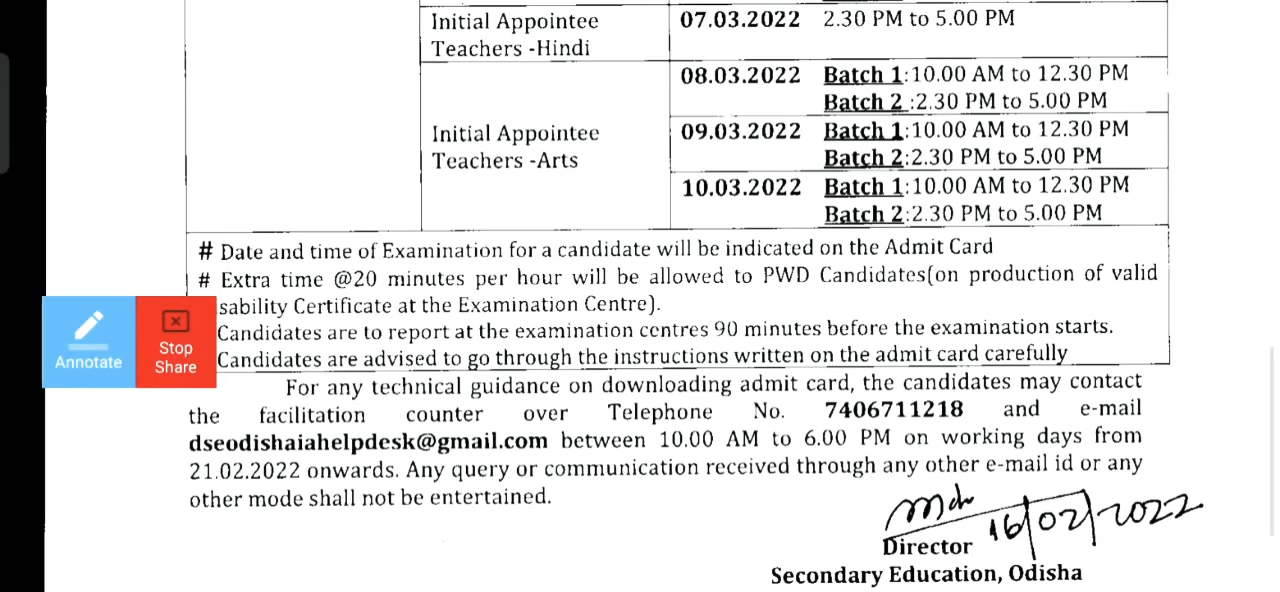 Initial Appointee
Teachers -Hindi
07.03.2022 2.30 PM to 5.00 PM
Initial Appointee
Teachers -Arts
08.03.2022 Batch 1:10.00 AM to 12.30 PM
Batch 2 :2.30 PM to 5.00 PM
09.03.2022 Batch 1:10.00 AM to 12.30 PM
Batch 2:2.30 PM to 5.00 PM
10.03.2022 Batch 1:10.00 AM to 12.30 PM
Batch 2:2.30 PM to 5.00 PM
# Date and time of Examination for a candidate will be indicated on the Admit Card
# Extra time @20 minutes per hour will be allowed to PWD Candidates(on production of valid
sability Certificate at the Examination Centre).
Candidates are to report at the examination centres 90 minutes before the examination starts.
Candidates are advised to go through the instructions written on the admit card carefully
Annotate
Stop
Share
For any technical guidance on downloading admit card, the candidates may contact
the facilitation counter over Telephone No. 7406711218 and e-mail
dseodishaiahelpdesk@gmail.com between 10.00 AM to 6.00 PM on working days from
21.02.2022 onwards. Any query or communication received through any other e-mail id or any
other mode shall not be entertained.
16/02/2022
Director
Secondary Education, Odisha